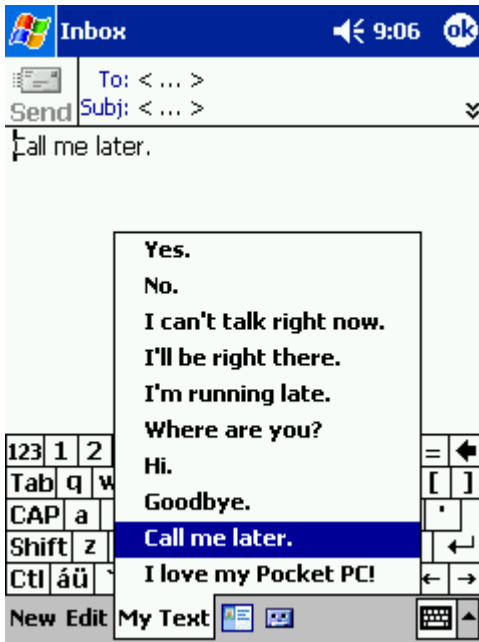 Inbox 9:06 ok
To: < ... >
Send Subj: < ... >
Call me later.
Yes.
No.
I can't talk right now.
I'll be right there.
I'm running late.
Where are you?
Hi.
Goodbye.
Call me later.
I love my Pocket PC!
123 1 2 =
Tab q w [ ]
CAP a '
Shift z
Ctl áü `
New Edit My Text